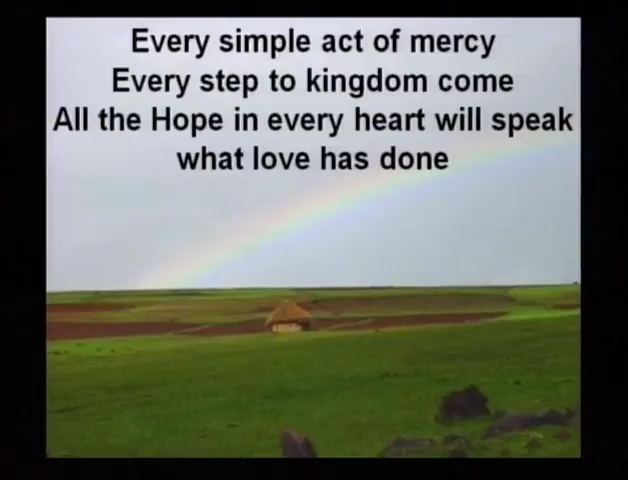 Every simple act of mercy
Every step to kingdom come
All the Hope in every heart will speak
what love has done